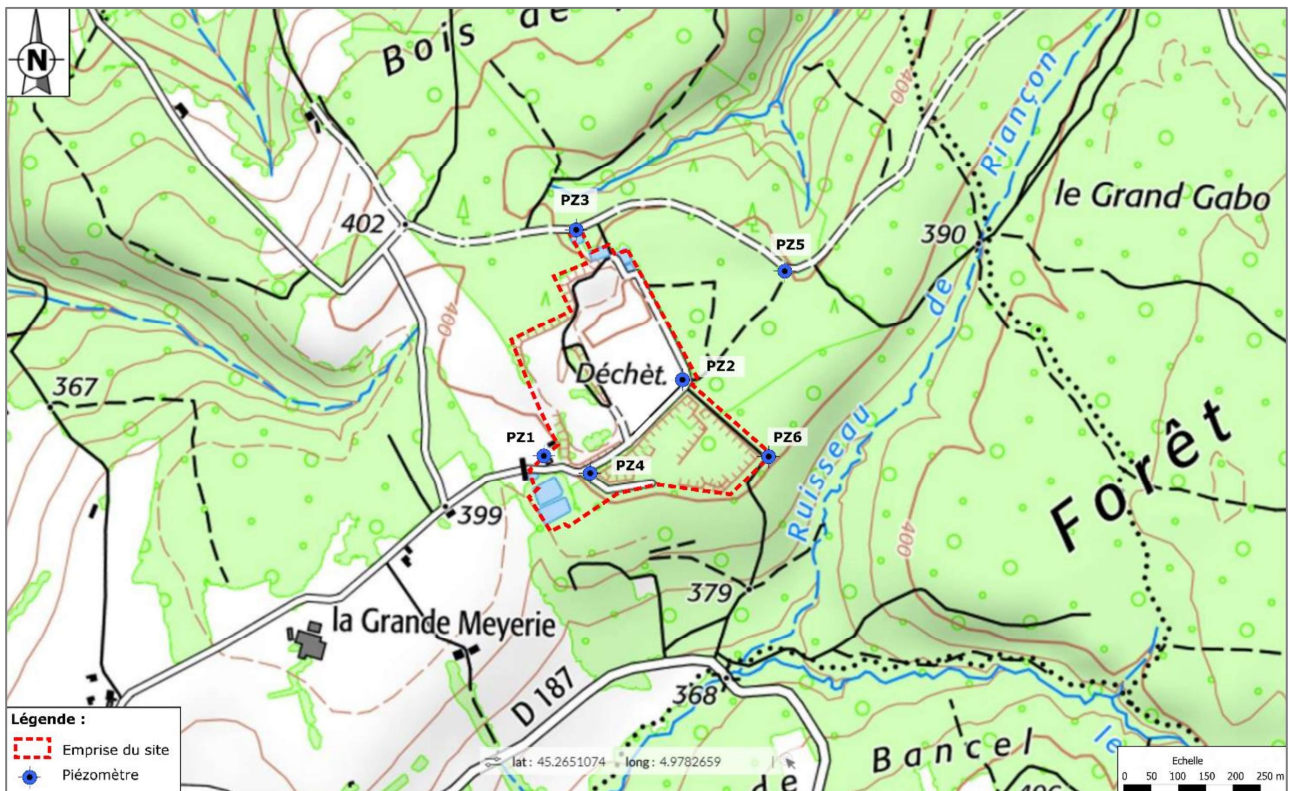 N
Bois de
400
Riançon
le Grand Gabo
PZ3
402
390
PZ5
de
400
Déchèt.
PZ2
367
PZ1
PZ6
PZ4
Forêt
399
Ruisseau
400
379
la Grande Meyerie
D 187
368
Légende :
Emprise du site
Piézomètre
lat : 45.2651074 long : 4.9782659
de
Bancel
le
Echelle
0 50 100 150 200 250 m